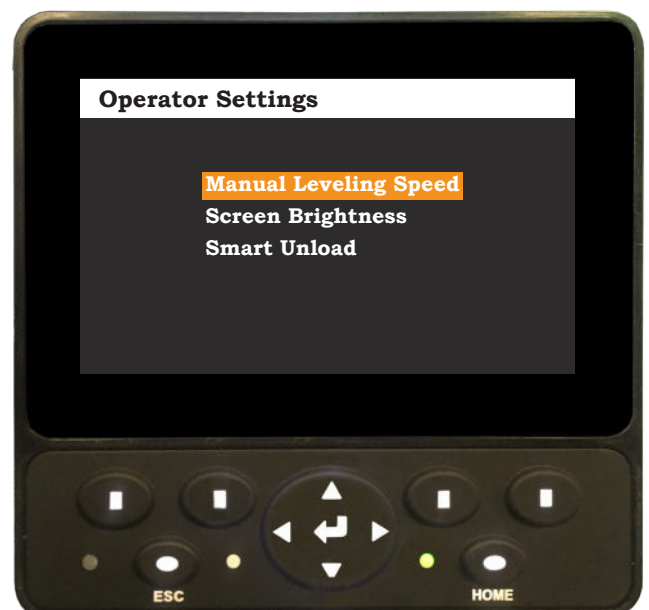 Operator Settings
Manual Leveling Speed
Screen Brightness
Smart Unload
ESC
HOME